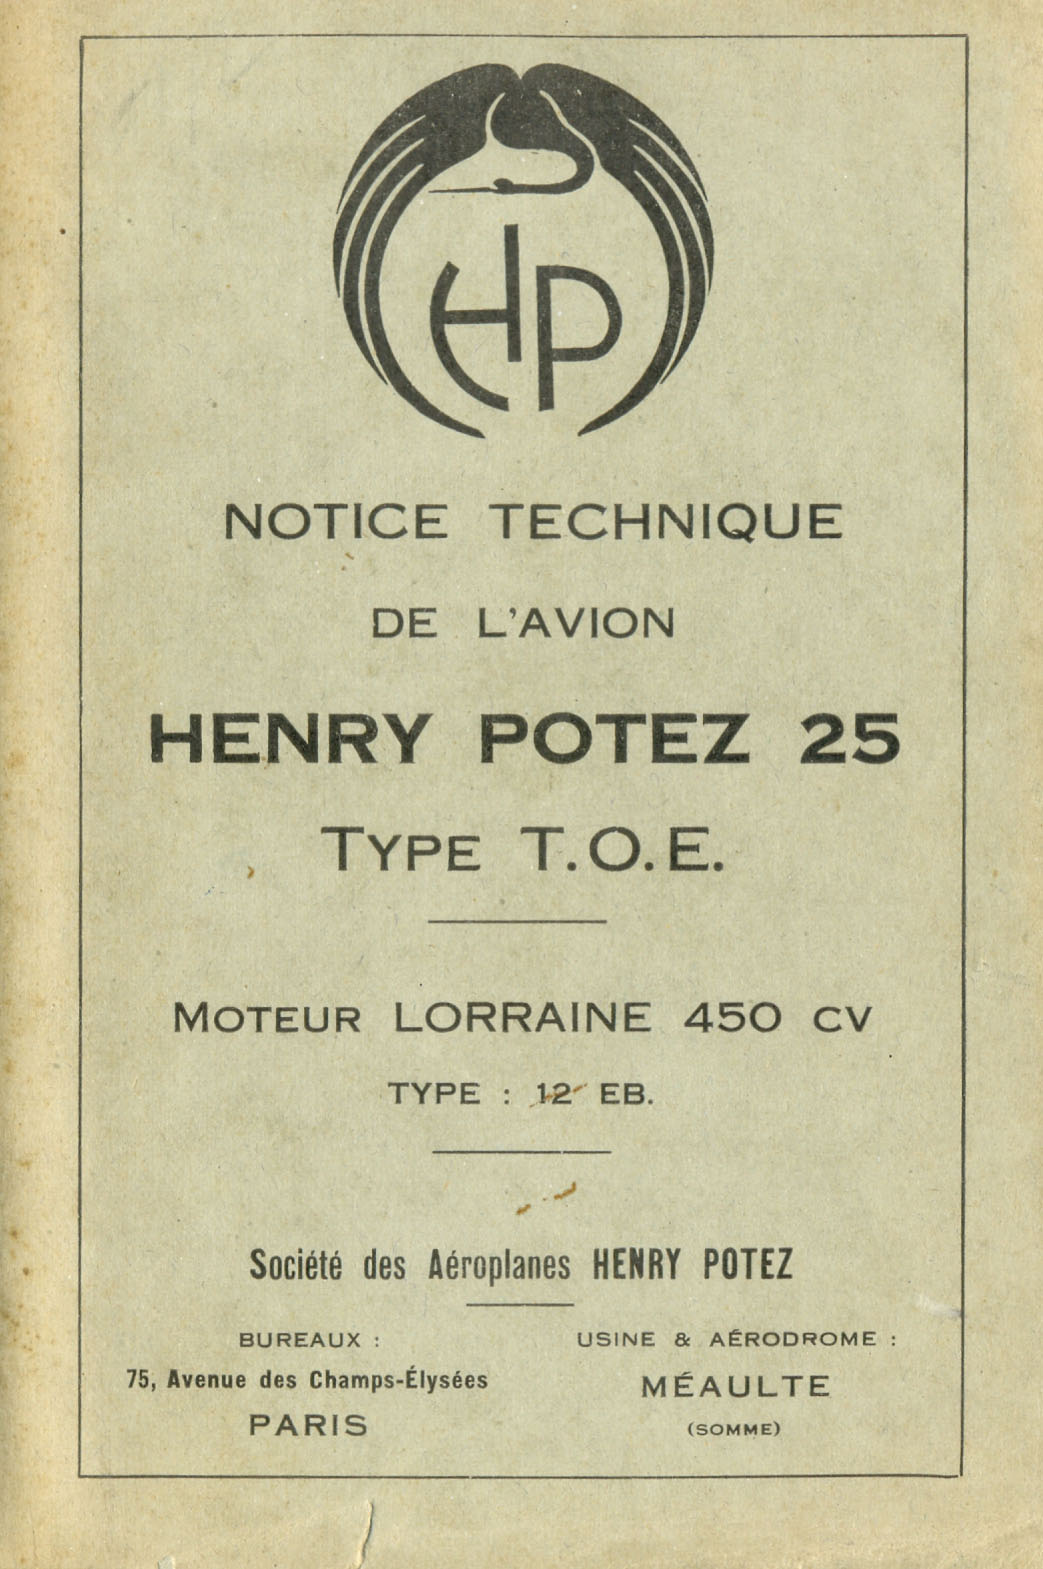 HP
NOTICE TECHNIQUE
DE L'AVION
HENRY POTEZ 25
TYPE T.O.E.
MOTEUR LORRAINE 450 CV
TYPE : 12 EB.
Société des Aéroplanes HENRY POTEZ
BUREAUX :
75, Avenue des Champs-Élysées
PARIS
USINE & AÉRODROME :
MÉAULTE
(SOMME)